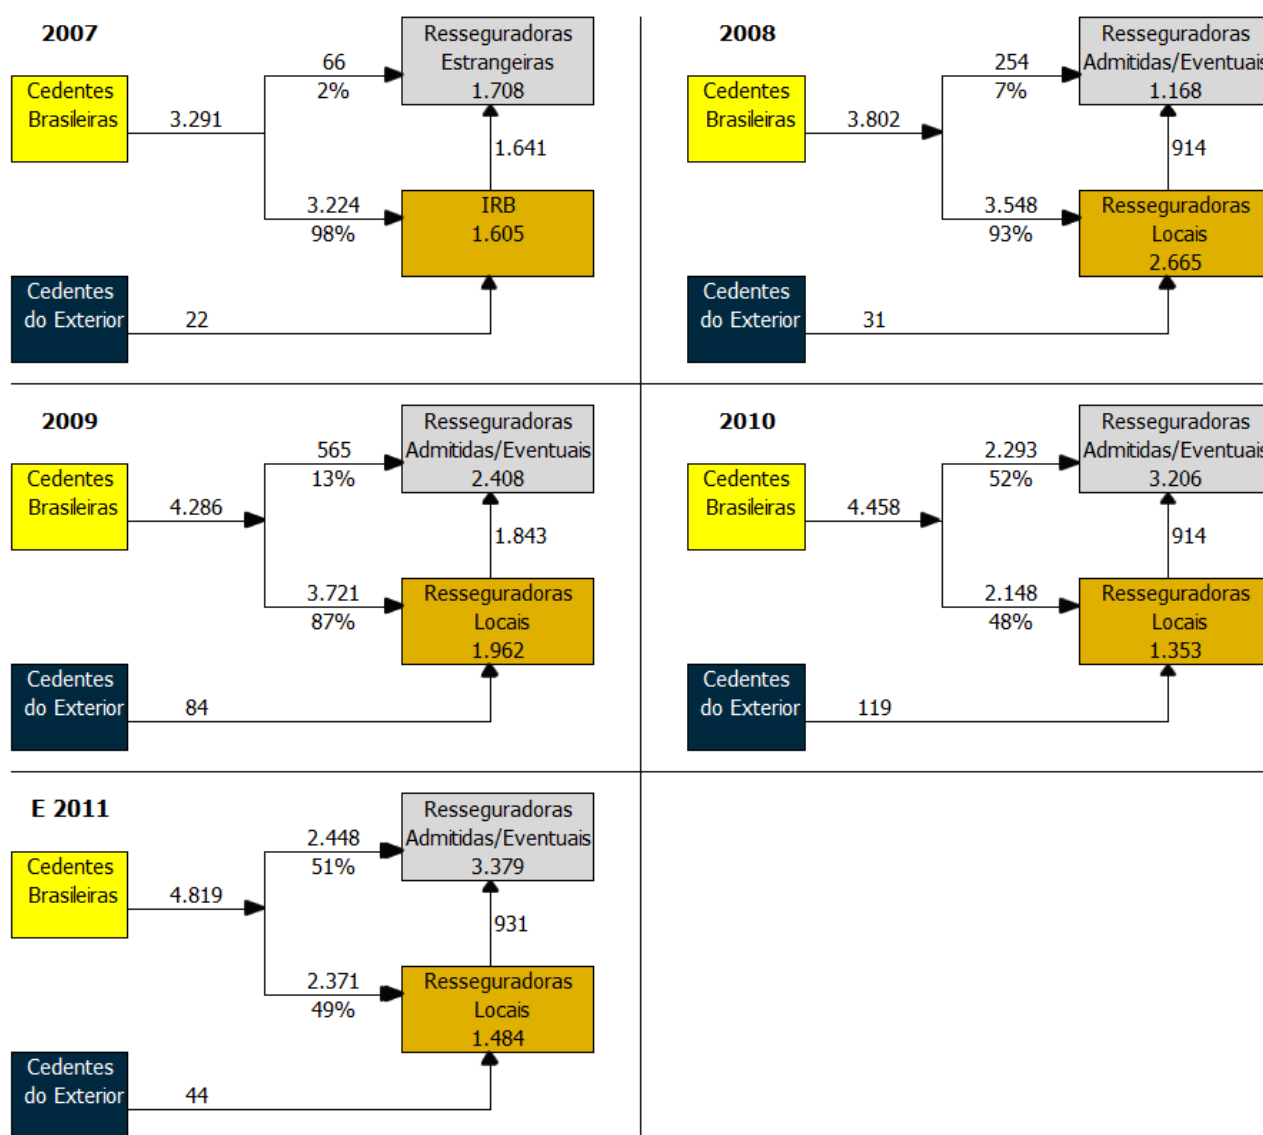 2007
Cedentes
Brasileiras
3.291
66
2%
Resseguradoras
Estrangeiras
1.708
1.641
3.224
98%
IRB
1.605
Cedentes
do Exterior
22
2008
Cedentes
Brasileiras
3.802
254
7%
Resseguradoras
Admitidas/Eventuais
1.168
914
3.548
93%
Resseguradoras
Locais
2.665
Cedentes
do Exterior
31
2009
Cedentes
Brasileiras
4.286
565
13%
Resseguradoras
Admitidas/Eventuais
2.408
1.843
3.721
87%
Resseguradoras
Locais
1.962
Cedentes
do Exterior
84
2010
Cedentes
Brasileiras
4.458
2.293
52%
Resseguradoras
Admitidas/Eventuais
3.206
914
2.148
48%
Resseguradoras
Locais
1.353
Cedentes
do Exterior
119
E 2011
Cedentes
Brasileiras
4.819
2.448
51%
Resseguradoras
Admitidas/Eventuais
3.379
931
2.371
49%
Resseguradoras
Locais
1.484
Cedentes
do Exterior
44